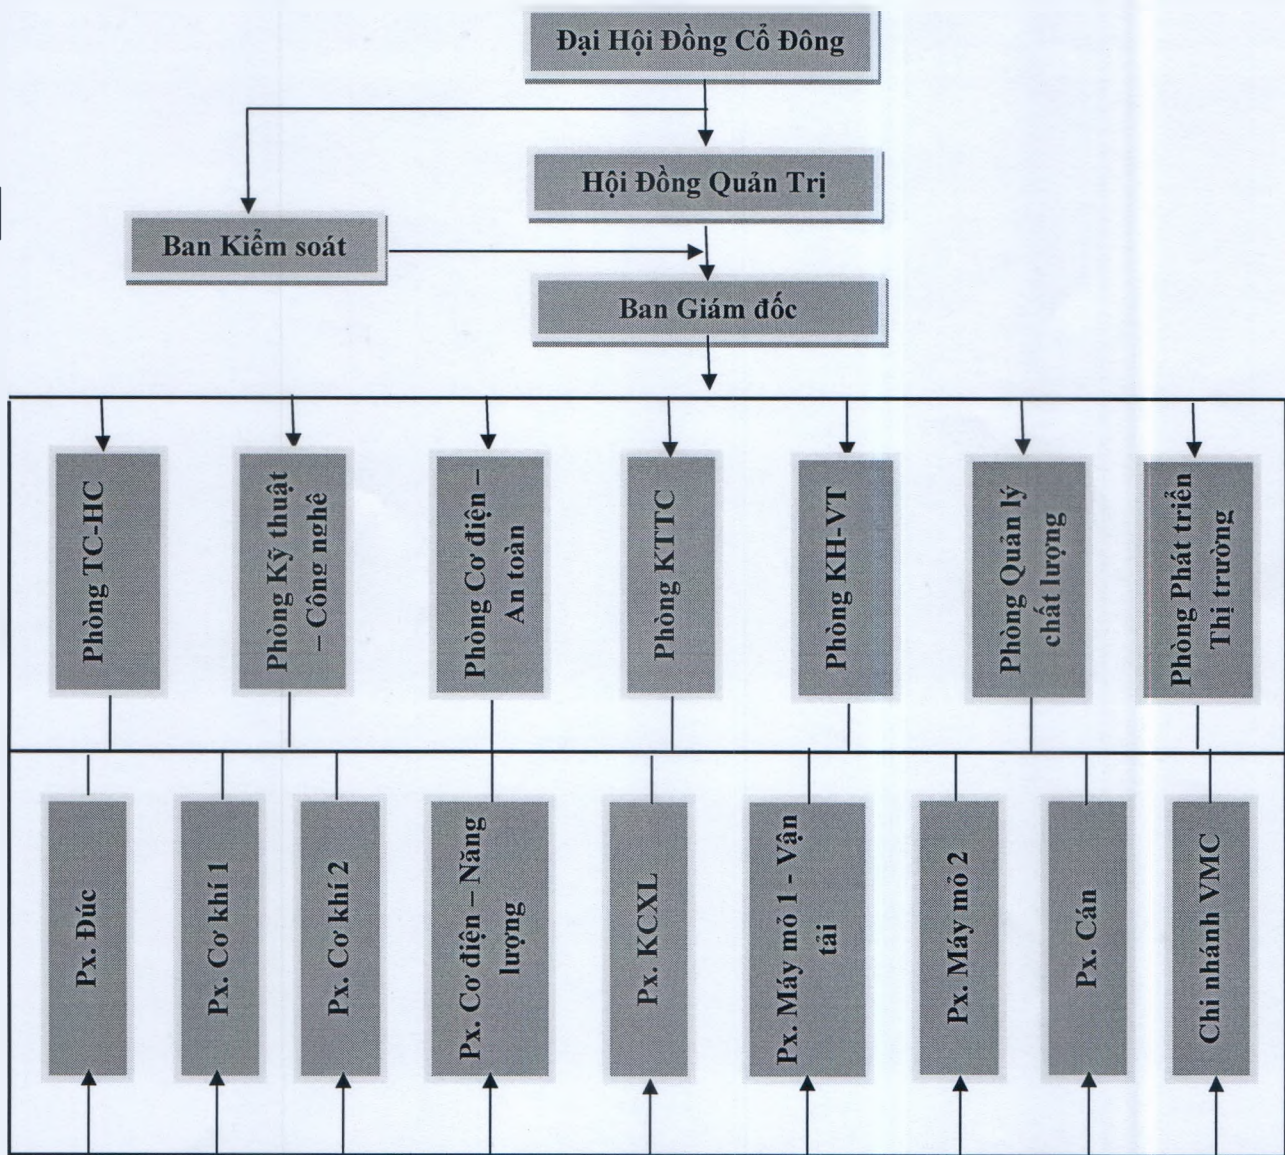 Đại Hội Đồng Cổ Đông
Hội Đồng Quản Trị
Ban Kiểm soát
Ban Giám đốc
Phòng TC-HC
Phòng Kỹ thuật
– Công nghê
Phòng Cơ điện –
An toàn
Phòng KTTC
Phòng KH-VT
Phòng Quản lý
chất lượng
Phòng Phát triển
Thị trường
Px. Đúc
Px. Cơ khí 1
Px. Cơ khí 2
Px. Cơ điện – Năng
lượng
Px. KCXL
Px. Máy mỏ 1 - Vận
tải
Px. Máy mỏ 2
Px. Cán
Chi nhánh VMC